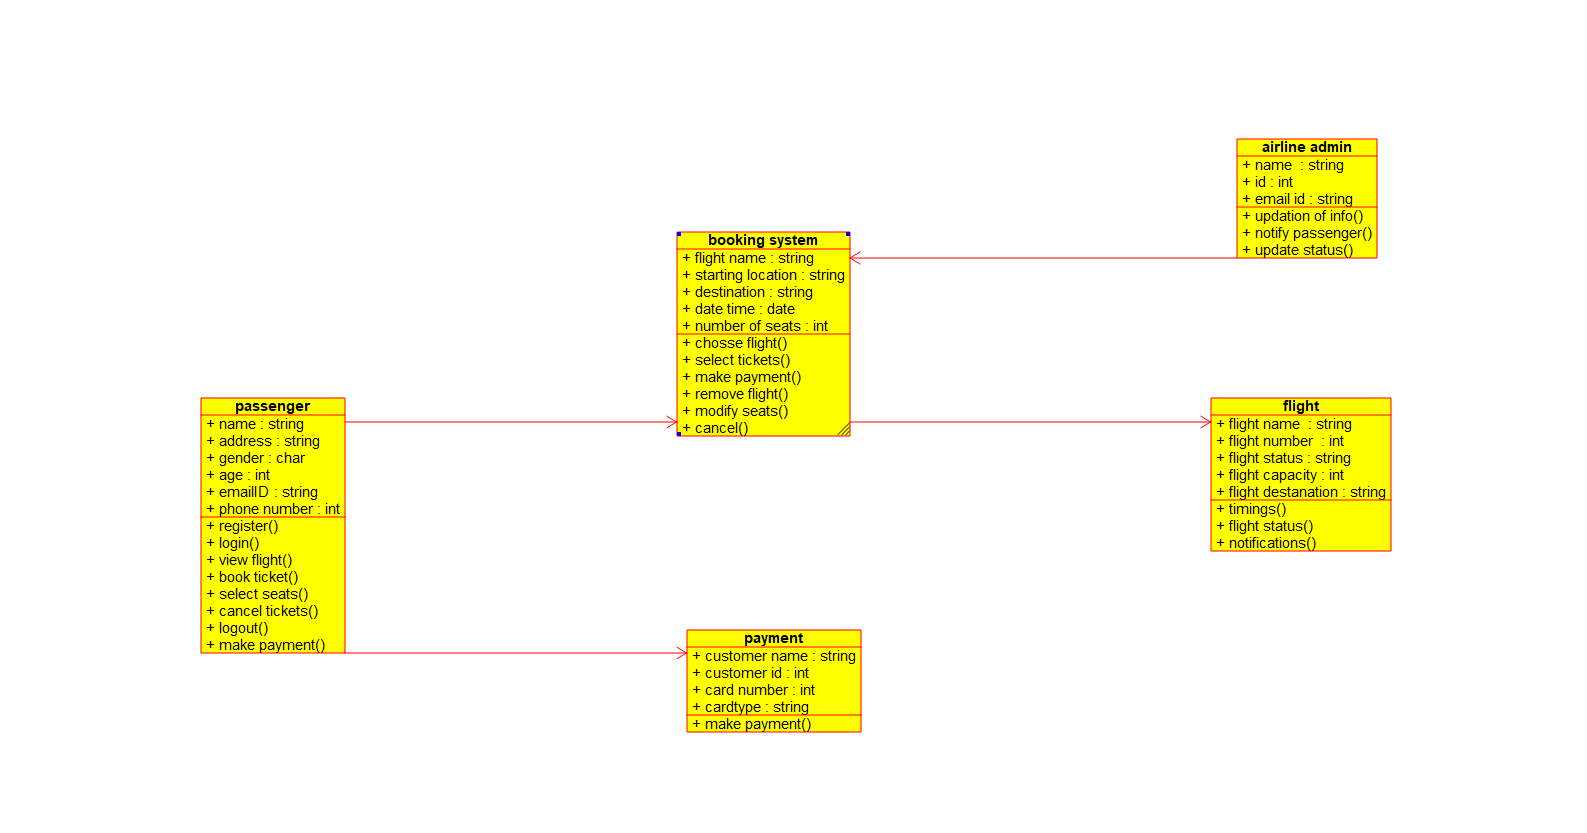 airline admin
+ name  : string
+ id : int
+ email id : string
+ updation of info()
+ notify passenger()
+ update status()
booking system
+ flight name : string
+ starting location : string
+ destination : string
+ date time : date
+ number of seats : int
+ chosse flight()
+ select tickets()
+ make payment()
+ remove flight()
+ modify seats()
+ cancel()
passenger
+ name : string
+ address : string
+ gender : char
+ age : int
+ emailID : string
+ phone number : int
+ register()
+ login()
+ view flight()
+ book ticket()
+ select seats()
+ cancel tickets()
+ logout()
+ make payment()
flight
+ flight name  : string
+ flight number  : int
+ flight status : string
+ flight capacity : int
+ flight destanation : string
+ timings()
+ flight status()
+ notifications()
payment
+ customer name : string
+ customer id : int
+ card number : int
+ cardtype : string
+ make payment()